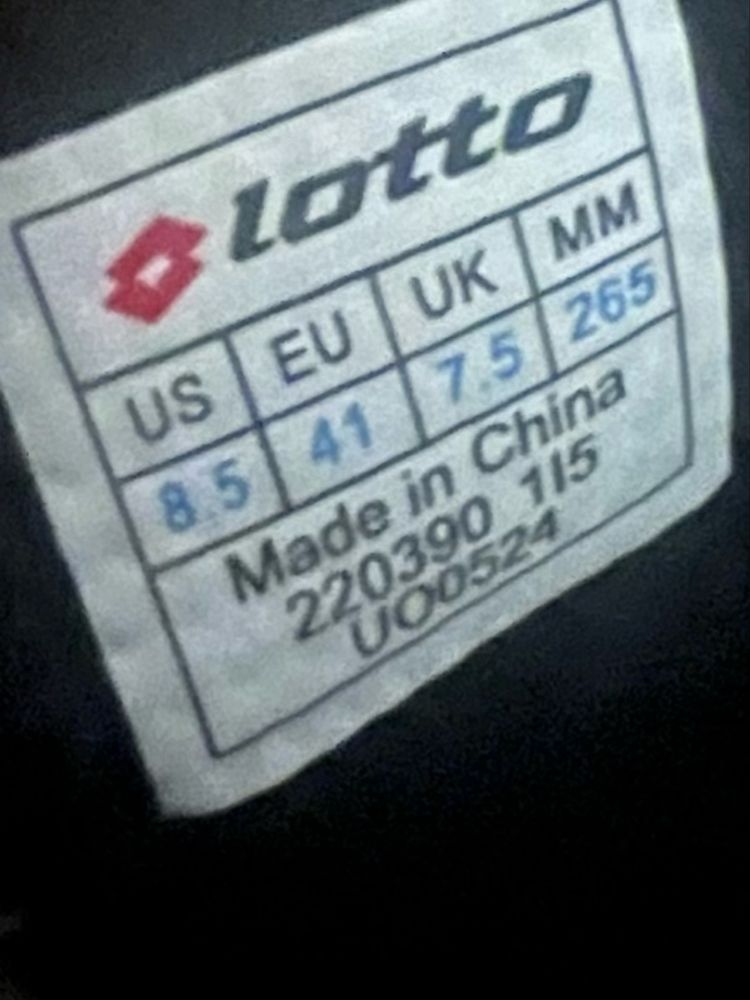 lotto
US EU UK MM
8.5 41 7.5 265
Made in China
220390 1I5
UO0524